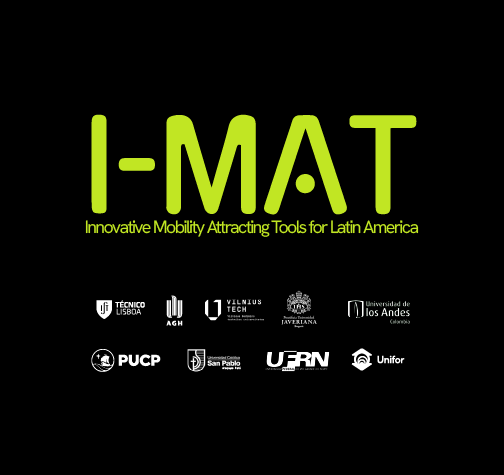 I-MAT
Innovative Mobility Attracting Tools for Latin America
TÉCNICO
LISBOA
AGH
VILNIUS
TECH
Pontificia Universidad
JAVERIANA
Bogotá
Universidad de
los Andes
Colombia
PUCP
Universidad Católica
San Pablo
UFRN
Unifor